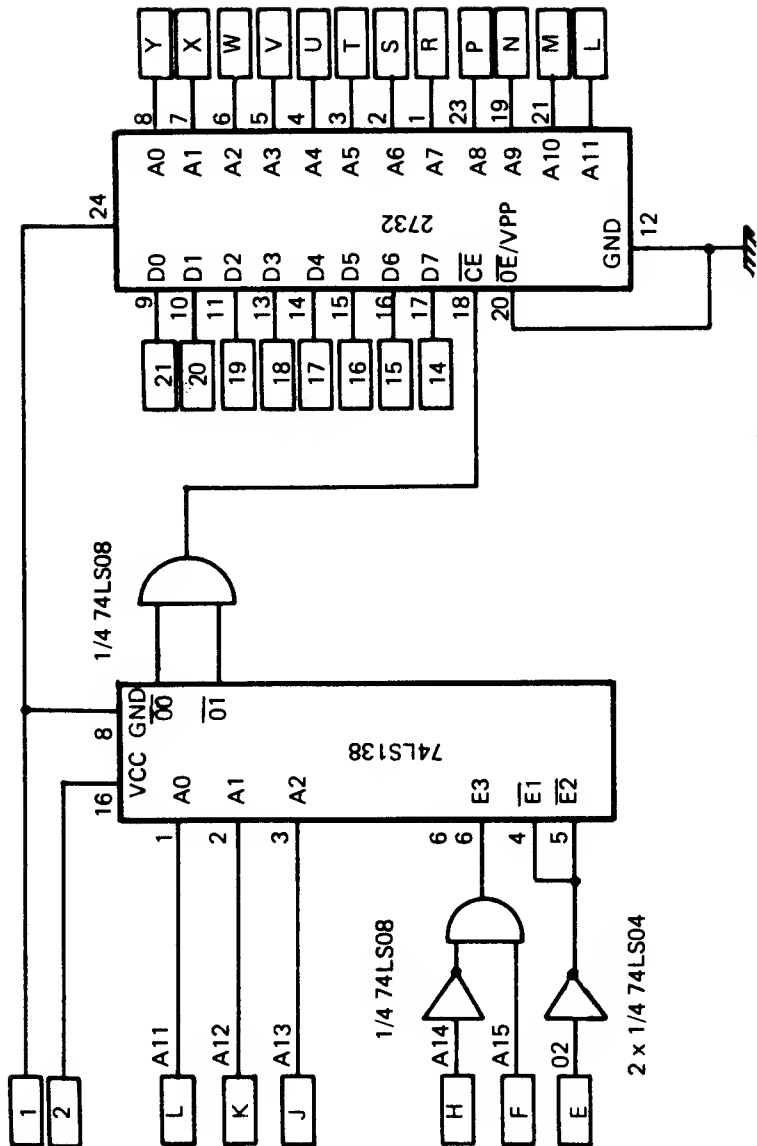 1
2
L A11 1 A0
K A12 2 A1
J A13 3 A2
H A14
F A15
E 02
1/4 74LS08
2 x 1/4 74LS04
16 VCC
8 GND
6 6 E3
4 E1
5 E2
74LS138
00
01
1/4 74LS08
24
21 9 D0
20 10 D1
19 11 D2
18 13 D3
17 14 D4
16 15 D5
15 16 D6
14 17 D7
18 CE
20 OE/VPP
2732
GND 12
A0 8 Y
A1 7 X
A2 6 W
A3 5 V
A4 4 U
A5 3 T
A6 2 S
A7 1 R
A8 23 P
A9 19 N
A10 21 M
A11 L